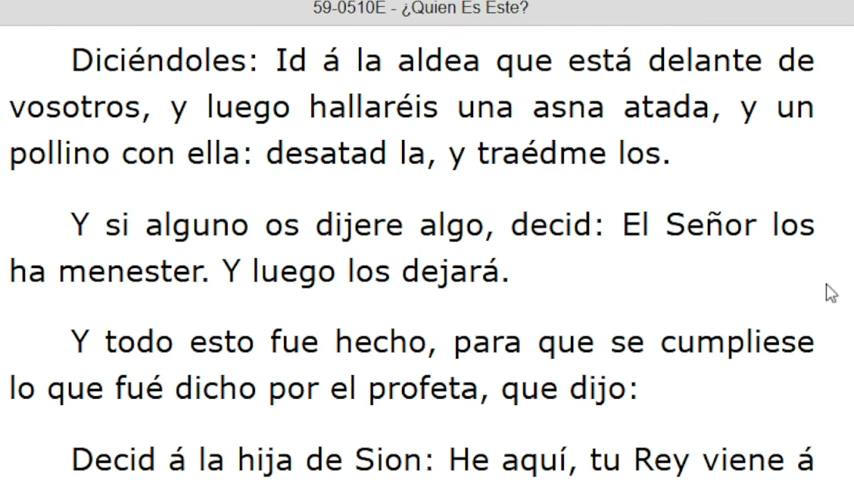 59-0510E - ¿Quien Es Este?
Diciéndoles: Id á la aldea que está delante de
vosotros, y luego hallaréis una asna atada, y un
pollino con ella: desatad la, y traédme los.
Y si alguno os dijere algo, decid: El Señor los
ha menester. Y luego los dejará.
Y todo esto fue hecho, para que se cumpliese
lo que fué dicho por el profeta, que dijo:
Decid á la hija de Sion: He aquí, tu Rey viene á